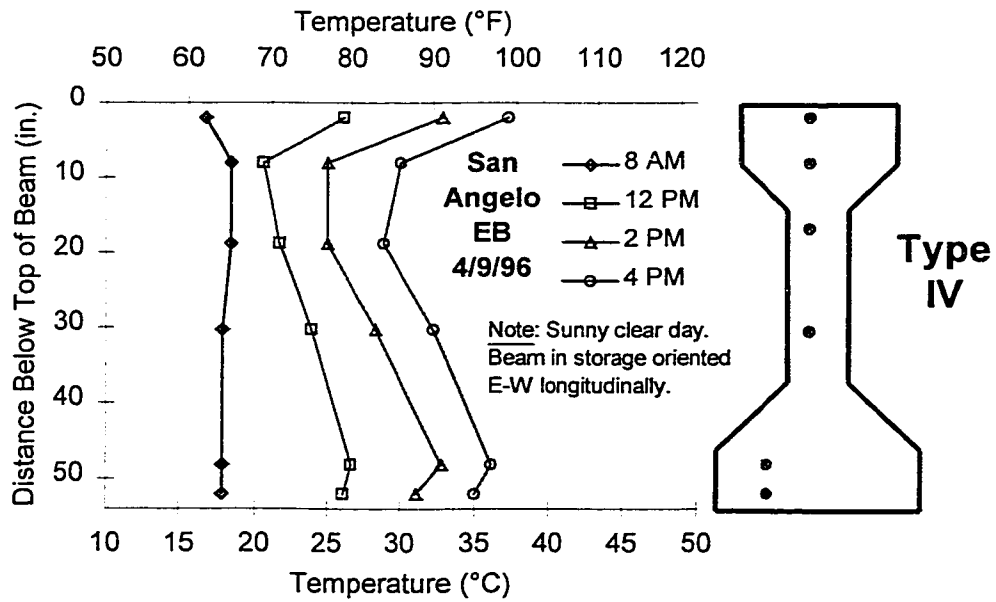 Temperature (°F)
50 60 70 80 90 100 110 120
Distance Below Top of Beam (in.)
0
10
20
30
40
50
San
Angelo
EB
4/9/96
8 AM
12 PM
2 PM
4 PM
Note: Sunny clear day.
Beam in storage oriented
E-W longitudinally.
Type
IV
10 15 20 25 30 35 40 45 50
Temperature (°C)